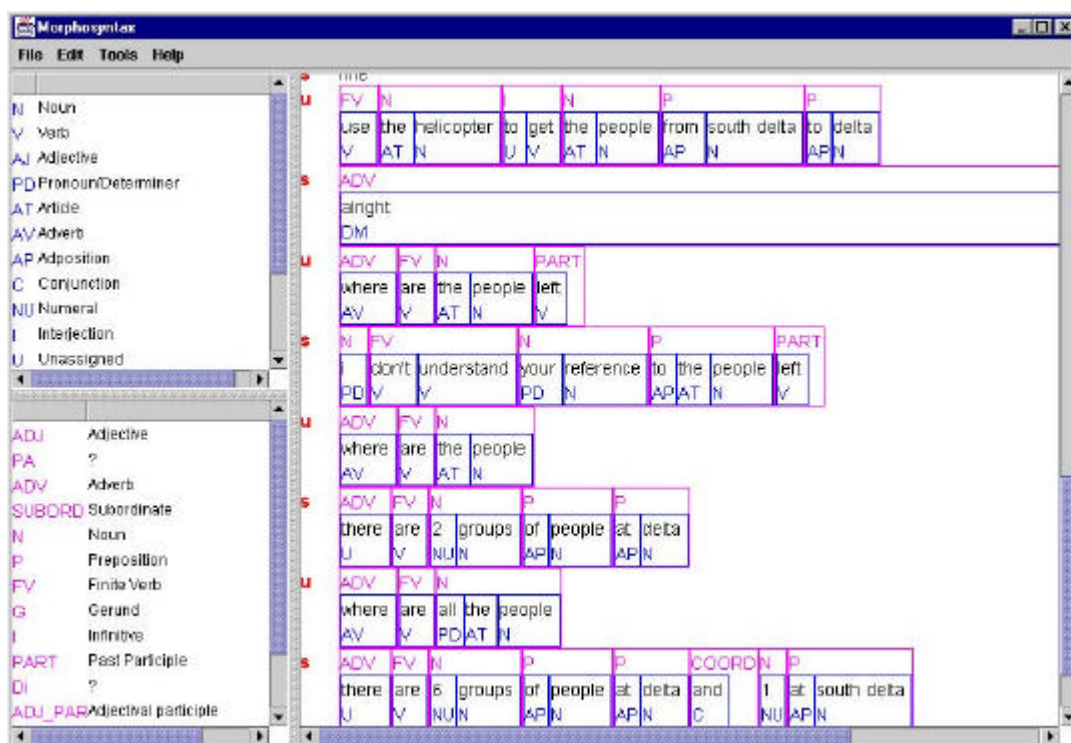 Morphosyntax
File Edit Tools Help
N Noun
V Verb
AJ Adjective
PD Pronoun/Determiner
AT Article
AV Adverb
AP Adposition
C Conjunction
NU Numeral
I Interjection
U Unassigned
ADJ Adjective
PA ?
ADV Adverb
SUBORD Subordinate
N Noun
P Preposition
FV Finite Verb
G Gerund
I Infinitive
PART Past Participle
DI ?
ADJ_PAR Adjectival participle
s
u FV N I N P P
use the helicopter to get the people from south delta to delta
V AT N U V AT N AP N AP N
s ADV
alright
DM
u ADV FV N PART
where are the people left
AV V AT N V
s N FV N P PART
i don't understand your reference to the people left
PD V V PD N AP AT N V
u ADV FV N
where are the people
AV V AT N
s ADV FV N P P
there are 2 groups of people at delta
U V NU N AP N AP N
u ADV FV N
where are all the people
AV V PD AT N
s ADV FV N P P COORD N P
there are 6 groups of people at delta and 1 at south delta
U V NU N AP N AP N C NU AP N